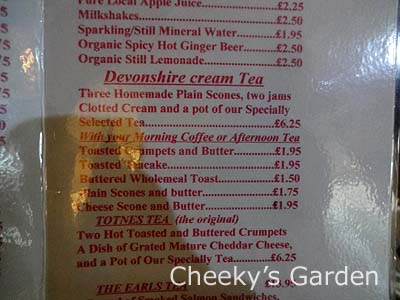 Pure Local Apple Juice..............£2.25
Milkshakes..............................£2.50
Sparkling/Still Mineral Water........£1.95
Organic Spicy Hot Ginger Beer......£2.50
Organic Still Lemonade..............£2.50
Devonshire cream Tea
Three Homemade Plain Scones, two jams
Clotted Cream and a pot of our Specially
Selected Tea..............................£6.25
With your Morning Coffee or Afternoon Tea
Toasted Crumpets and Butter..........£1.95
Toasted Teacake........................£1.95
Buttered Wholemeal Toast............£1.50
Plain Scones and butter..............£1.75
Cheese Scone and Butter............£1.95
TOTNES TEA (the original)
Two Hot Toasted and Buttered Crumpets
A Dish of Grated Mature Cheddar Cheese,
and a Pot of Our Specially Tea........£6.25
THE EARLS TEA
of Smoked Salmon Sandwiches,
Cheeky's Garden